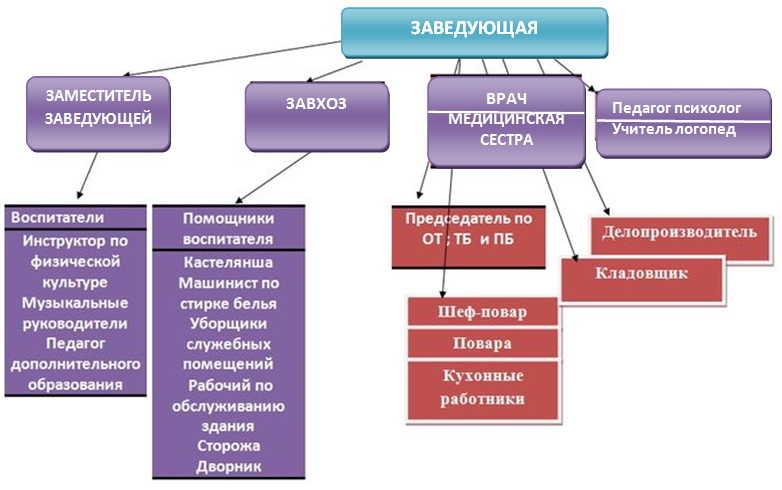 ЗАВЕДУЮЩАЯ
ЗАМЕСТИТЕЛЬ
ЗАВЕДУЮЩЕЙ
ЗАВХОЗ
ВРАЧ
МЕДИЦИНСКАЯ
СЕСТРА
Педагог психолог
Учитель логопед
Воспитатели
Инструктор по
физической
культуре
Музыкальные
руководители
Педагог
дополнительного
образования
Помощники
воспитателя
Кастелянша
Машинист по
стирке белья
Уборщики
служебных
помещений
Рабочий по
обслуживанию
здания
Сторожа
Дворник
Председатель по
ОТ ; ТБ и ПБ
Делопроизводитель
Кладовщик
Шеф-повар
Повара
Кухонные
работники